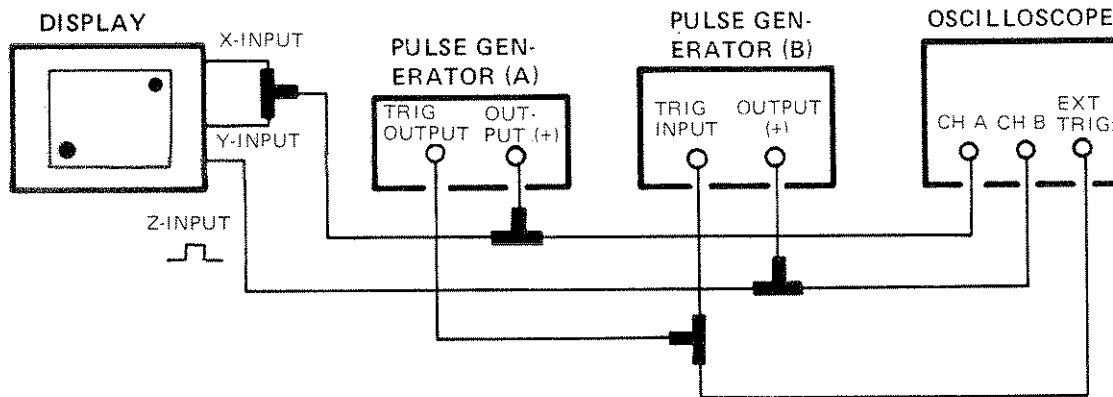 DISPLAY
X-INPUT
Y-INPUT
Z-INPUT
PULSE GEN-
ERATOR (A)
TRIG
OUTPUT
OUT-
PUT (+)
PULSE GEN-
ERATOR (B)
TRIG
INPUT
OUTPUT
(+)
OSCILLOSCOPE
CH A
CH B
EXT
TRIG